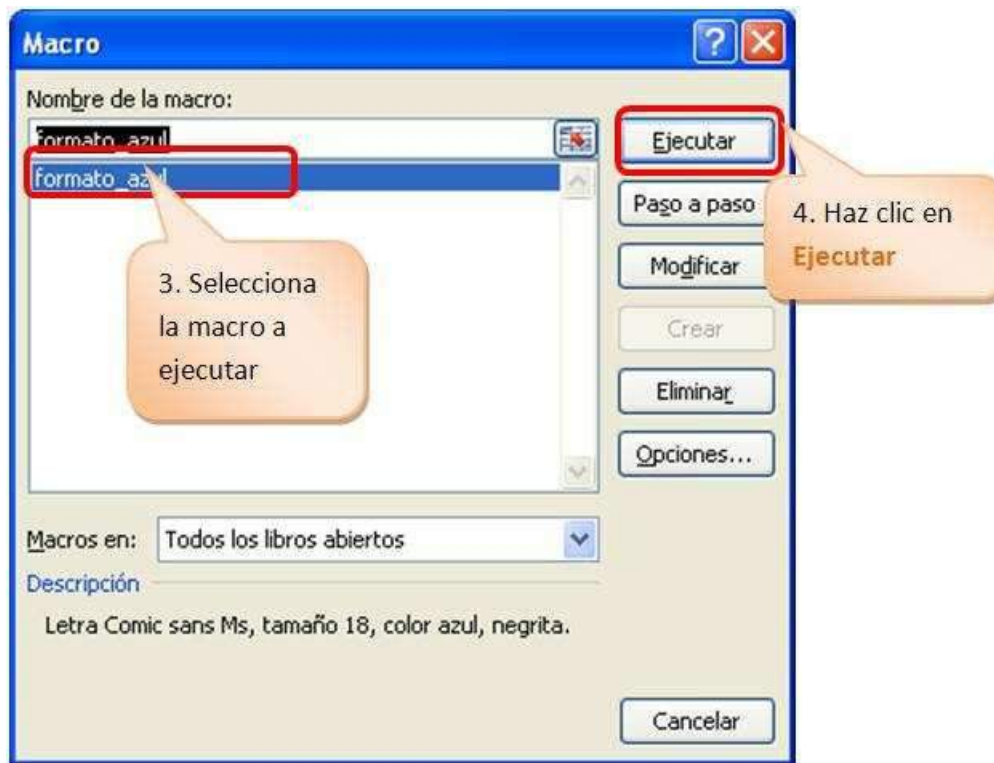 Macro
Nombre de la macro:
formato_azul
formato_azul
Ejecutar
Paso a paso
Modificar
Crear
Eliminar
Opciones...
3. Selecciona
la macro a
ejecutar
4. Haz clic en
Ejecutar
Macros en: Todos los libros abiertos
Descripción
Letra Comic sans Ms, tamaño 18, color azul, negrita.
Cancelar